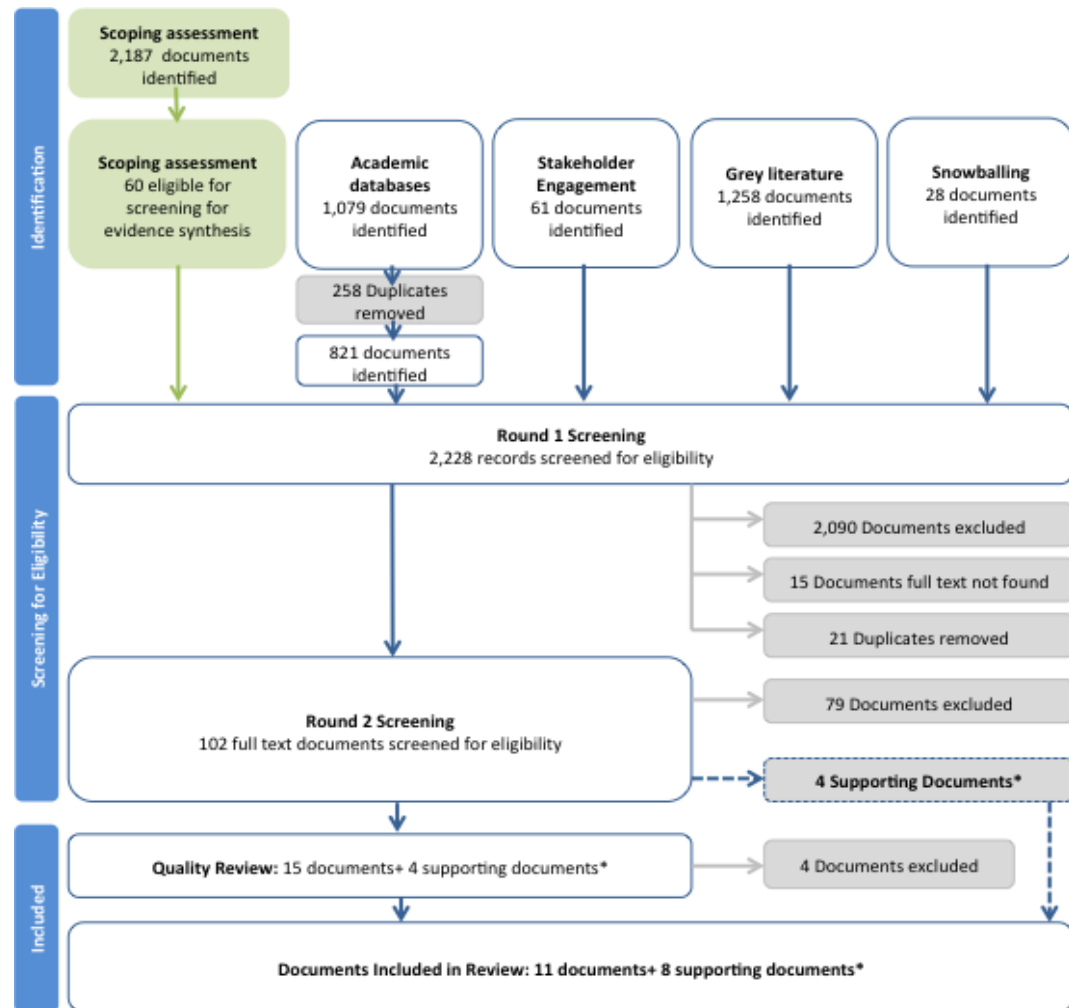 Identification
Scoping assessment
2,187 documents
identified
Scoping assessment
60 eligible for
screening for
evidence synthesis
Academic
databases
1,079 documents
identified
258 Duplicates
removed
821 documents
identified
Stakeholder
Engagement
61 documents
identified
Grey literature
1,258 documents
identified
Snowballing
28 documents
identified
Screening for Eligibility
Round 1 Screening
2,228 records screened for eligibility
2,090 Documents excluded
15 Documents full text not found
21 Duplicates removed
Round 2 Screening
102 full text documents screened for eligibility
79 Documents excluded
4 Supporting Documents*
Included
Quality Review: 15 documents+ 4 supporting documents*
4 Documents excluded
Documents Included in Review: 11 documents+ 8 supporting documents*